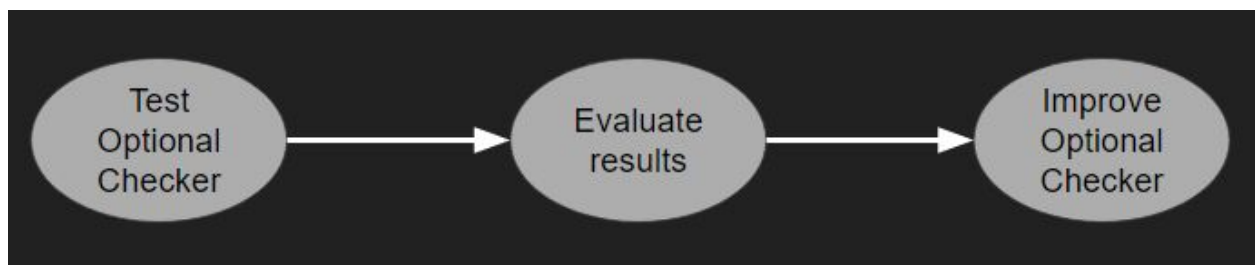 Test
Optional
Checker
Evaluate
results
Improve
Optional
Checker